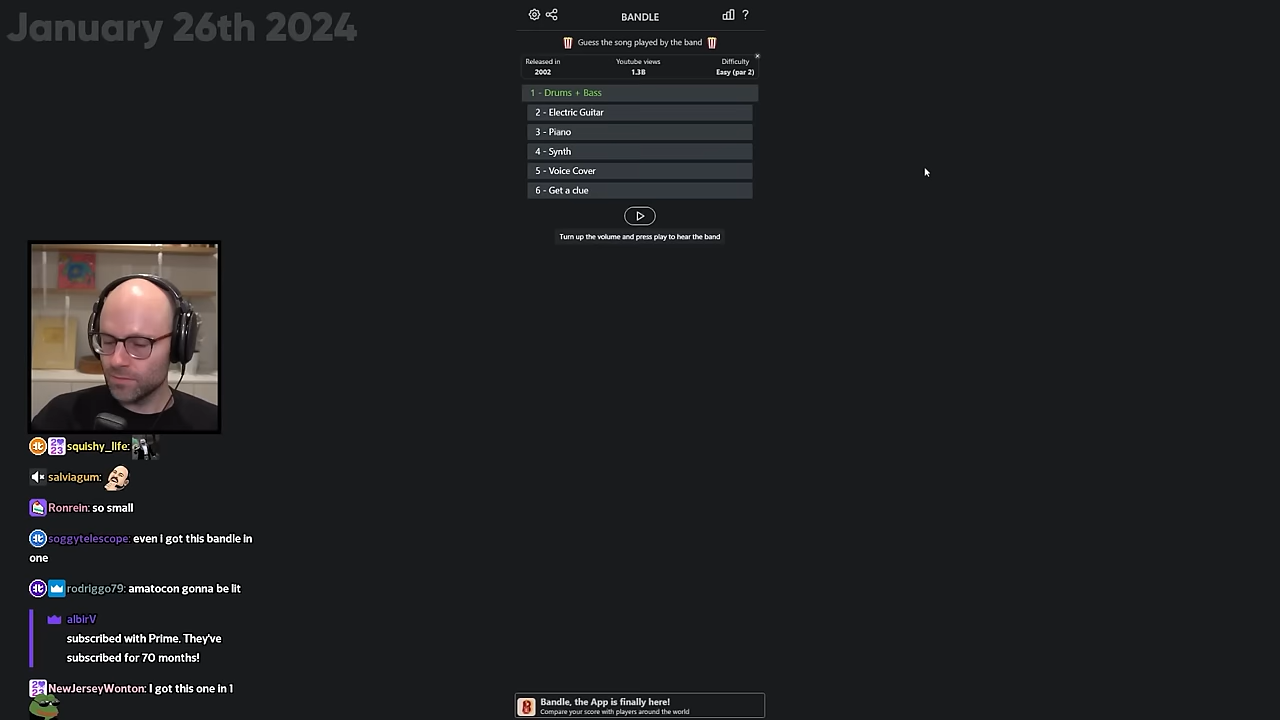 January 26th 2024
BANDLE
?
🍿 Guess the song played by the band 🍿
Released in
2002
Youtube views
1.3B
Difficulty
Easy (par 2)
1 - Drums + Bass
2 - Electric Guitar
3 - Piano
4 - Synth
5 - Voice Cover
6 - Get a clue
Turn up the volume and press play to hear the band
squishy_life:
salviagum:
Ronrein: so small
soggytelescope: even i got this bandle in
one
rodriggo79: amatocon gonna be lit
albirV
subscribed with Prime. They've
subscribed for 70 months!
NewJerseyWonton: I got this one in 1
Bandle, the App is finally here!
Compare your score with players around the world